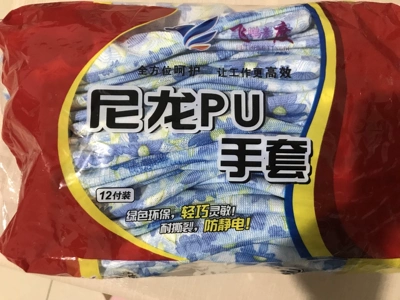 全方位呵护 让工作更高效
尼龙PU
手套
12付装
绿色环保，轻巧灵敏！
耐撕裂，防静电！